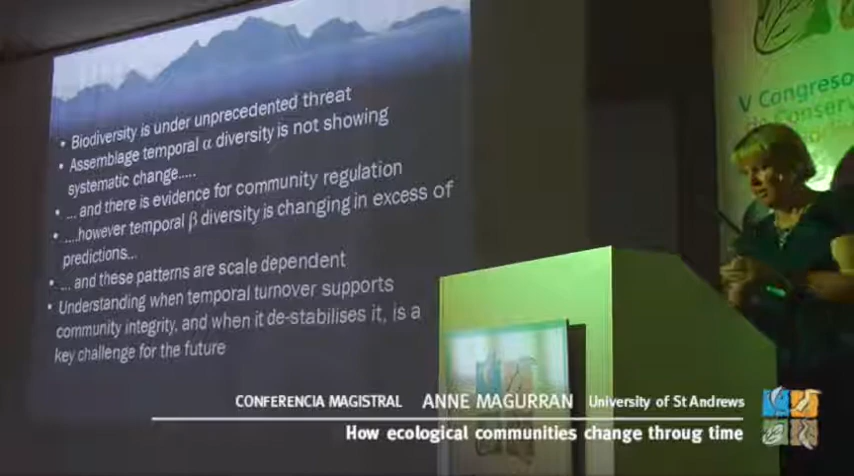 • Biodiversity is under unprecedented threat
• Assemblage temporal α diversity is not showing
systematic change.....
• ... and there is evidence for community regulation
• ....however temporal β diversity is changing in excess of
predictions...
• ... and these patterns are scale dependent
• Understanding when temporal turnover supports
community integrity, and when it de-stabilises it, is a
key challenge for the future
V Congreso
de Conserv
CONFERENCIA MAGISTRAL ANNE MAGURRAN University of St Andrews
How ecological communities change throug time